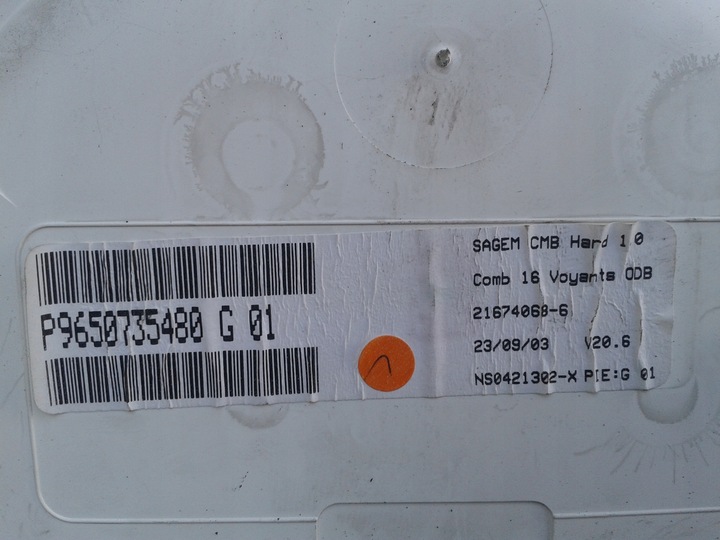 P9650735480 G 01
SAGEM CMB Hard 1.0
Comb 16 Voyants ODB
21674068-6
23/09/03 V20.6
NS0421302-X PIE:G 01